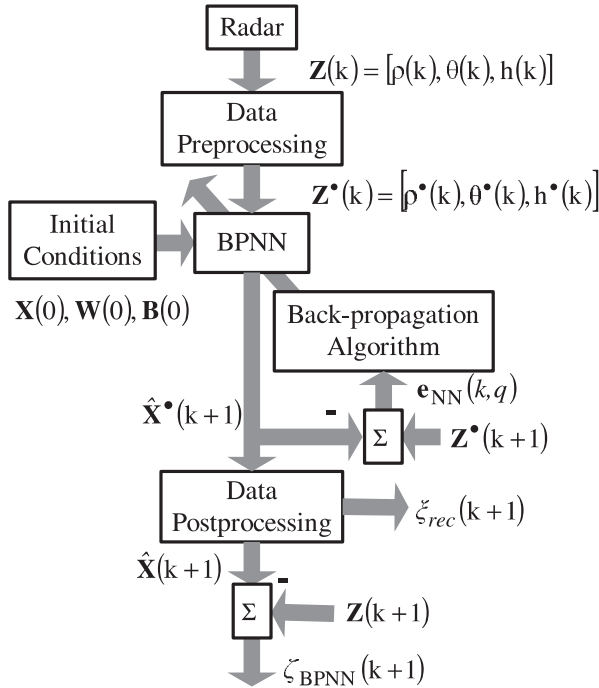 Radar
Z(k) = [ρ(k), θ(k), h(k)]
Data
Preprocessing
Z•(k) = [ρ•(k), θ•(k), h•(k)]
Initial
Conditions
BPNN
X(0), W(0), B(0)
Back-propagation
Algorithm
e_NN(k,q)
X̂•(k+1)
-
Σ
Z•(k+1)
Data
Postprocessing
ξ_rec(k+1)
X̂(k+1)
-
Σ
Z(k+1)
ζ_BPNN(k+1)